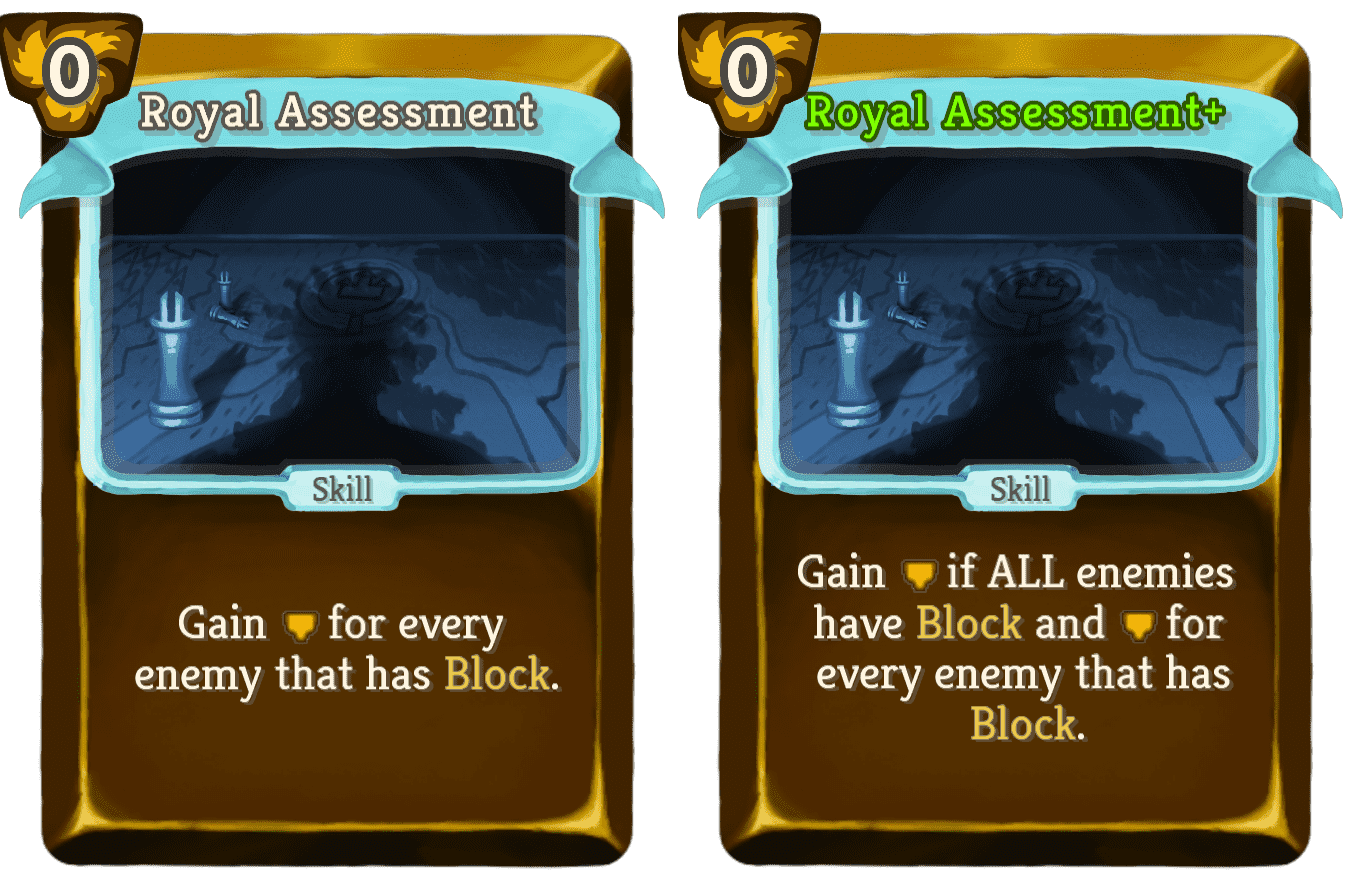 0
Royal Assessment
Skill
Gain for every
enemy that has Block.
0
Royal Assessment+
Skill
Gain if ALL enemies
have Block and for
every enemy that has
Block.